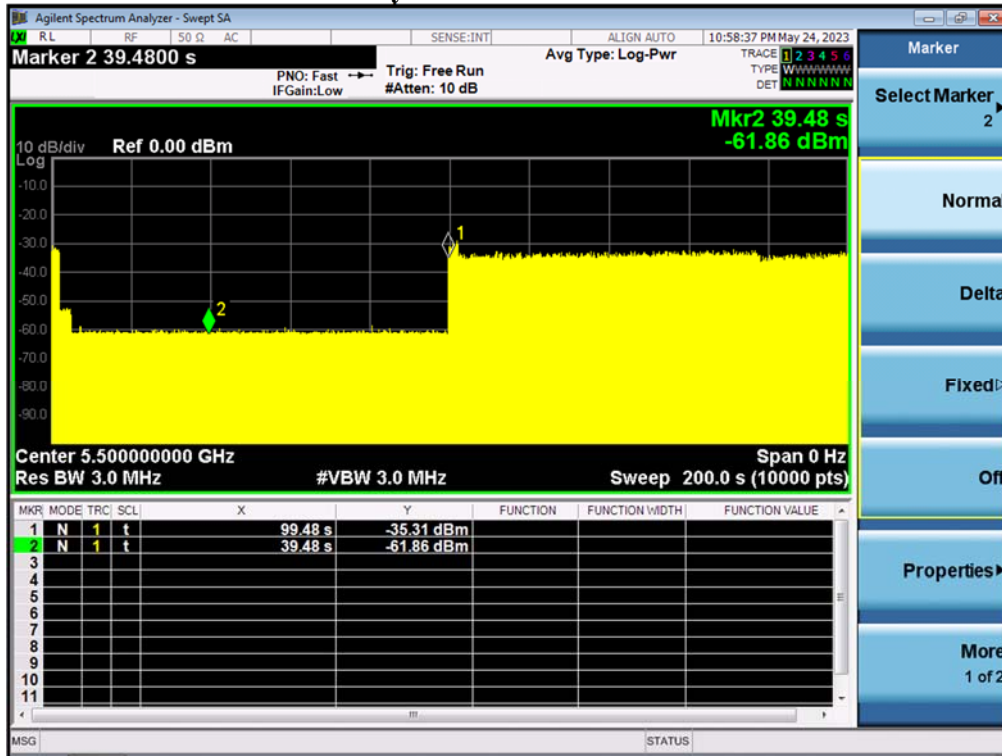 Agilent Spectrum Analyzer - Swept SA
RL RF 50 Ω AC SENSE:INT ALIGN AUTO 10:58:37 PM May 24, 2023
Marker 2 39.4800 s
PNO: Fast
IFGain:Low
Trig: Free Run
#Atten: 10 dB
Avg Type: Log-Pwr
TRACE 1 2 3 4 5 6
TYPE W
DET N N N N N N
Mkr2 39.48 s
-61.86 dBm
10 dB/div Ref 0.00 dBm
Log
-10.0
-20.0
-30.0
-40.0
-50.0
-60.0
-70.0
-80.0
-90.0
1
2
Center 5.500000000 GHz Span 0 Hz
Res BW 3.0 MHz #VBW 3.0 MHz Sweep 200.0 s (10000 pts)
MKR MODE TRC SCL X Y FUNCTION FUNCTION WIDTH FUNCTION VALUE
1 N 1 t 99.48 s -35.31 dBm
2 N 1 t 39.48 s -61.86 dBm
3
4
5
6
7
8
9
10
11
MSG STATUS
Marker
Select Marker
2
Normal
Delta
Fixed
Off
Properties
More
1 of 2